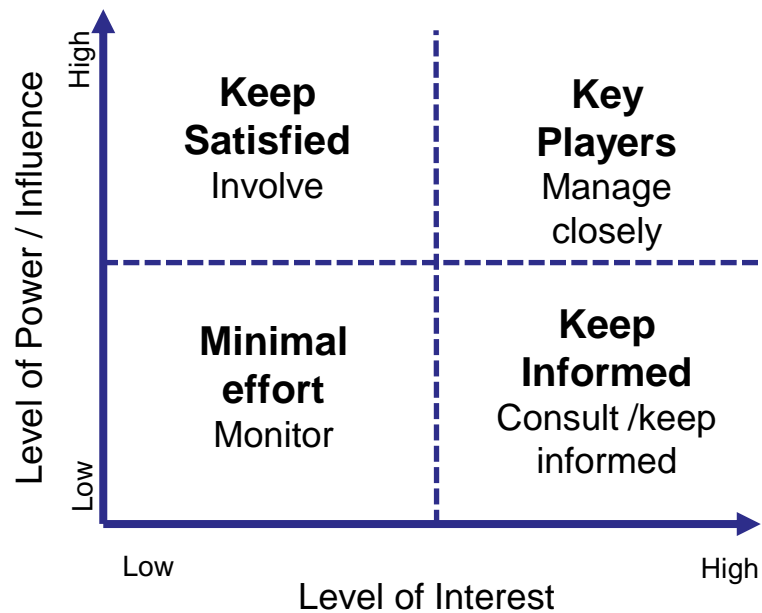 High
Level of Power / Influence
Low
Keep
Satisfied
Involve
Key
Players
Manage
closely
Minimal
effort
Monitor
Keep
Informed
Consult /keep
informed
Low
High
Level of Interest